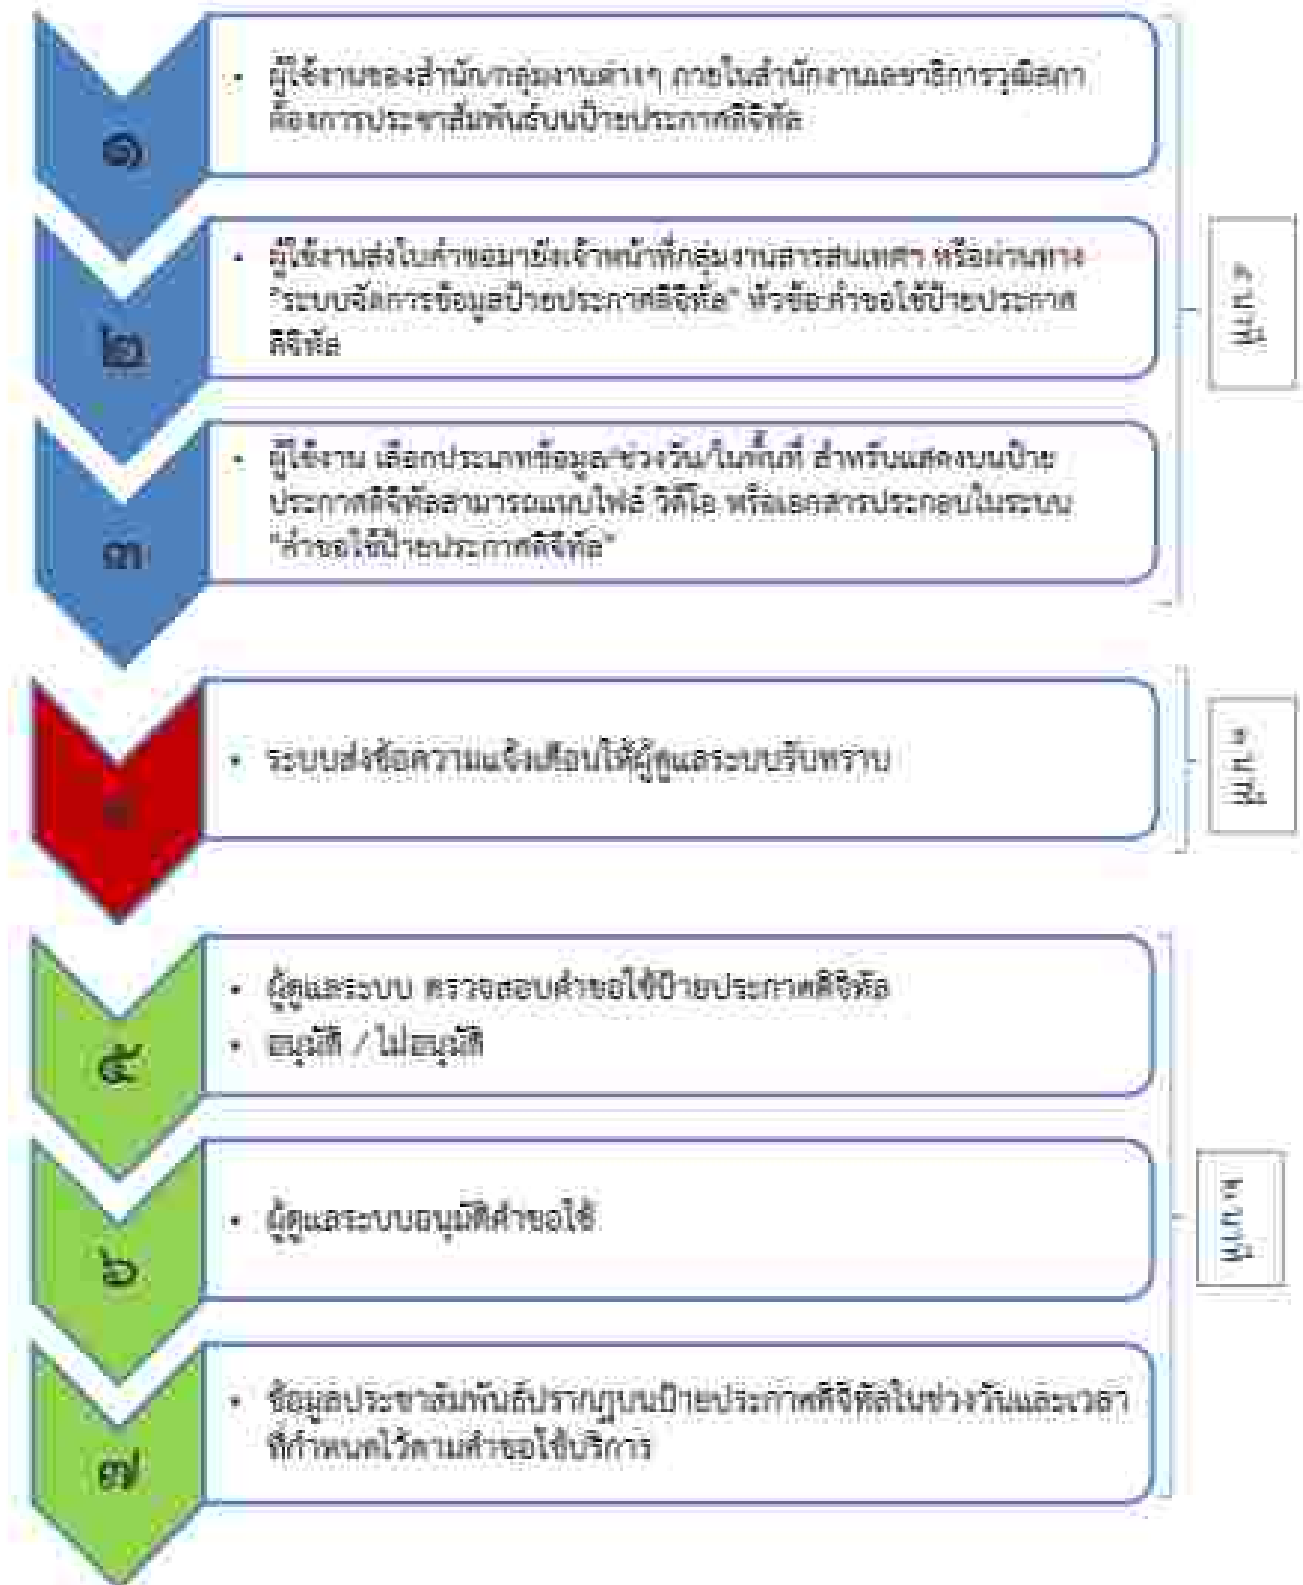 ๑
• ผู้ใช้งานของสำนัก/กลุ่มงานต่างๆ ภายในสำนักงานเลขาธิการวุฒิสภา
ต้องการประชาสัมพันธ์บนป้ายประกาศดิจิทัล
๒
• ผู้ใช้งานส่งใบคำขอมายังเจ้าหน้าที่กลุ่มงานสารสนเทศฯ หรือผ่านทาง
"ระบบจัดการข้อมูลป้ายประกาศดิจิทัล" หัวข้อ คำขอใช้ป้ายประกาศ
ดิจิทัล
๓
• ผู้ใช้งาน เลือกประเภทข้อมูล/ช่วงวัน/ในพื้นที่ สำหรับแสดงบนป้าย
ประกาศดิจิทัลสามารถแนบไฟล์ วิดีโอ หรือเอกสารประกอบในระบบ
"คำขอใช้ป้ายประกาศดิจิทัล"
นาที
• ระบบส่งข้อความแจ้งเตือนให้ผู้ดูแลระบบรับทราบ
นาที
๕
• ผู้ดูแลระบบ ตรวจสอบคำขอใช้ป้ายประกาศดิจิทัล
• อนุมัติ / ไม่อนุมัติ
๖
• ผู้ดูแลระบบอนุมัติคำขอใช้
๗
• ข้อมูลประชาสัมพันธ์ปรากฏบนป้ายประกาศดิจิทัลในช่วงวันและเวลา
ที่กำหนดไว้ตามคำขอใช้บริการ
นาที